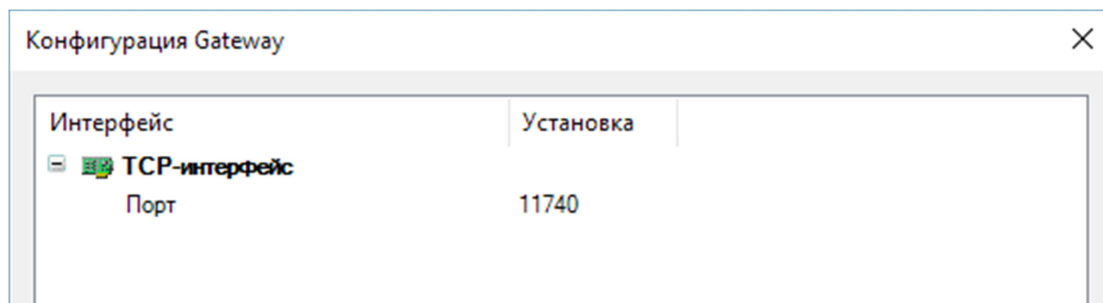 Конфигурация Gateway
Интерфейс Установка
TCP-интерфейс
Порт 11740